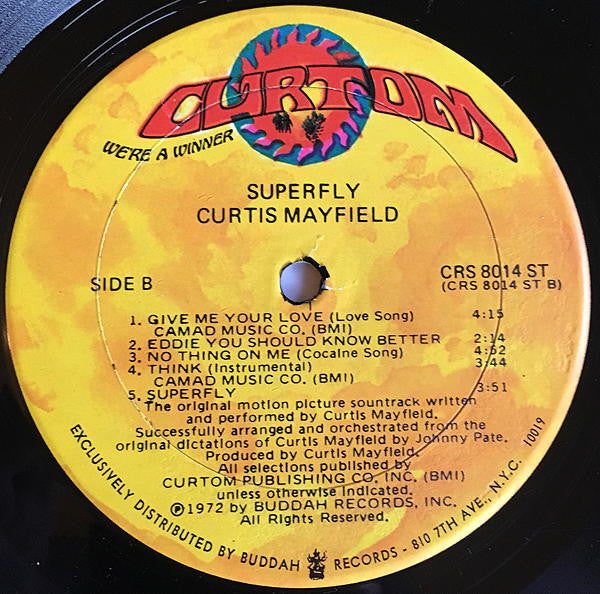 CURTOM
WE'RE A WINNER
SUPERFLY
CURTIS MAYFIELD
SIDE B
CRS 8014 ST
(CRS 8014 ST B)
1. GIVE ME YOUR LOVE (Love Song) 4:15
CAMAD MUSIC CO. (BMI)
2. EDDIE YOU SHOULD KNOW BETTER 2:14
3. NO THING ON ME (Cocaine Song) 4:52
4. THINK (Instrumental) 3:44
CAMAD MUSIC CO. (BMI)
5. SUPERFLY 3:51
The original motion picture soundtrack written
and performed by Curtis Mayfield.
Successfully arranged and orchestrated from the
original dictations of Curtis Mayfield by Johnny Pate.
Produced by Curtis Mayfield.
All selections published by
CURTOM PUBLISHING CO. INC. (BMI)
unless otherwise indicated.
Ⓟ1972 by BUDDAH RECORDS, INC.
All Rights Reserved.
EXCLUSIVELY DISTRIBUTED BY BUDDAH RECORDS - 810 7TH AVE., N.Y.C. 10019